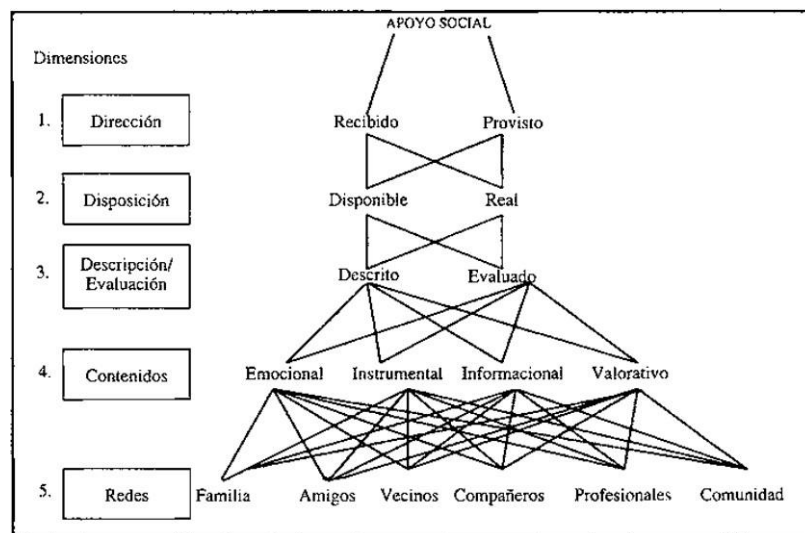 APOYO SOCIAL
Dimensiones
1. Dirección Recibido Provisto
2. Disposición Disponible Real
3. Descripción/
Evaluación Descrito Evaluado
4. Contenidos Emocional Instrumental Informacional Valorativo
5. Redes Familia Amigos Vecinos Compañeros Profesionales Comunidad